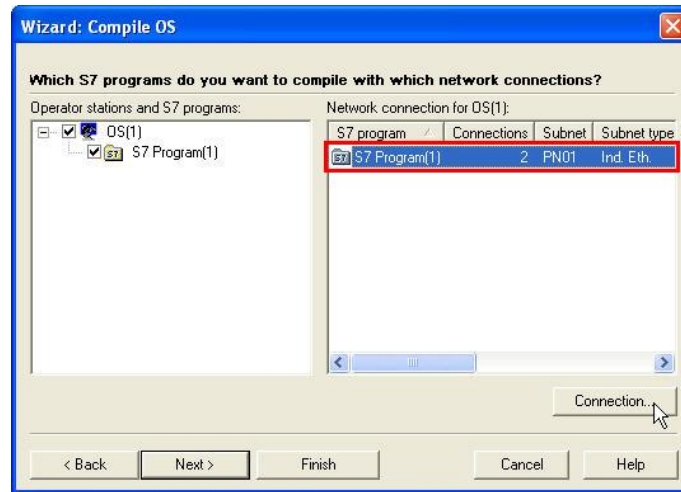 Wizard: Compile OS
Which S7 programs do you want to compile with which network connections?
Operator stations and S7 programs:
Network connection for OS(1):
OS(1)
S7 Program(1)
S7 program Connections Subnet Subnet type
S7 Program(1) 2 PN01 Ind. Eth.
Connection...
< Back Next > Finish Cancel Help